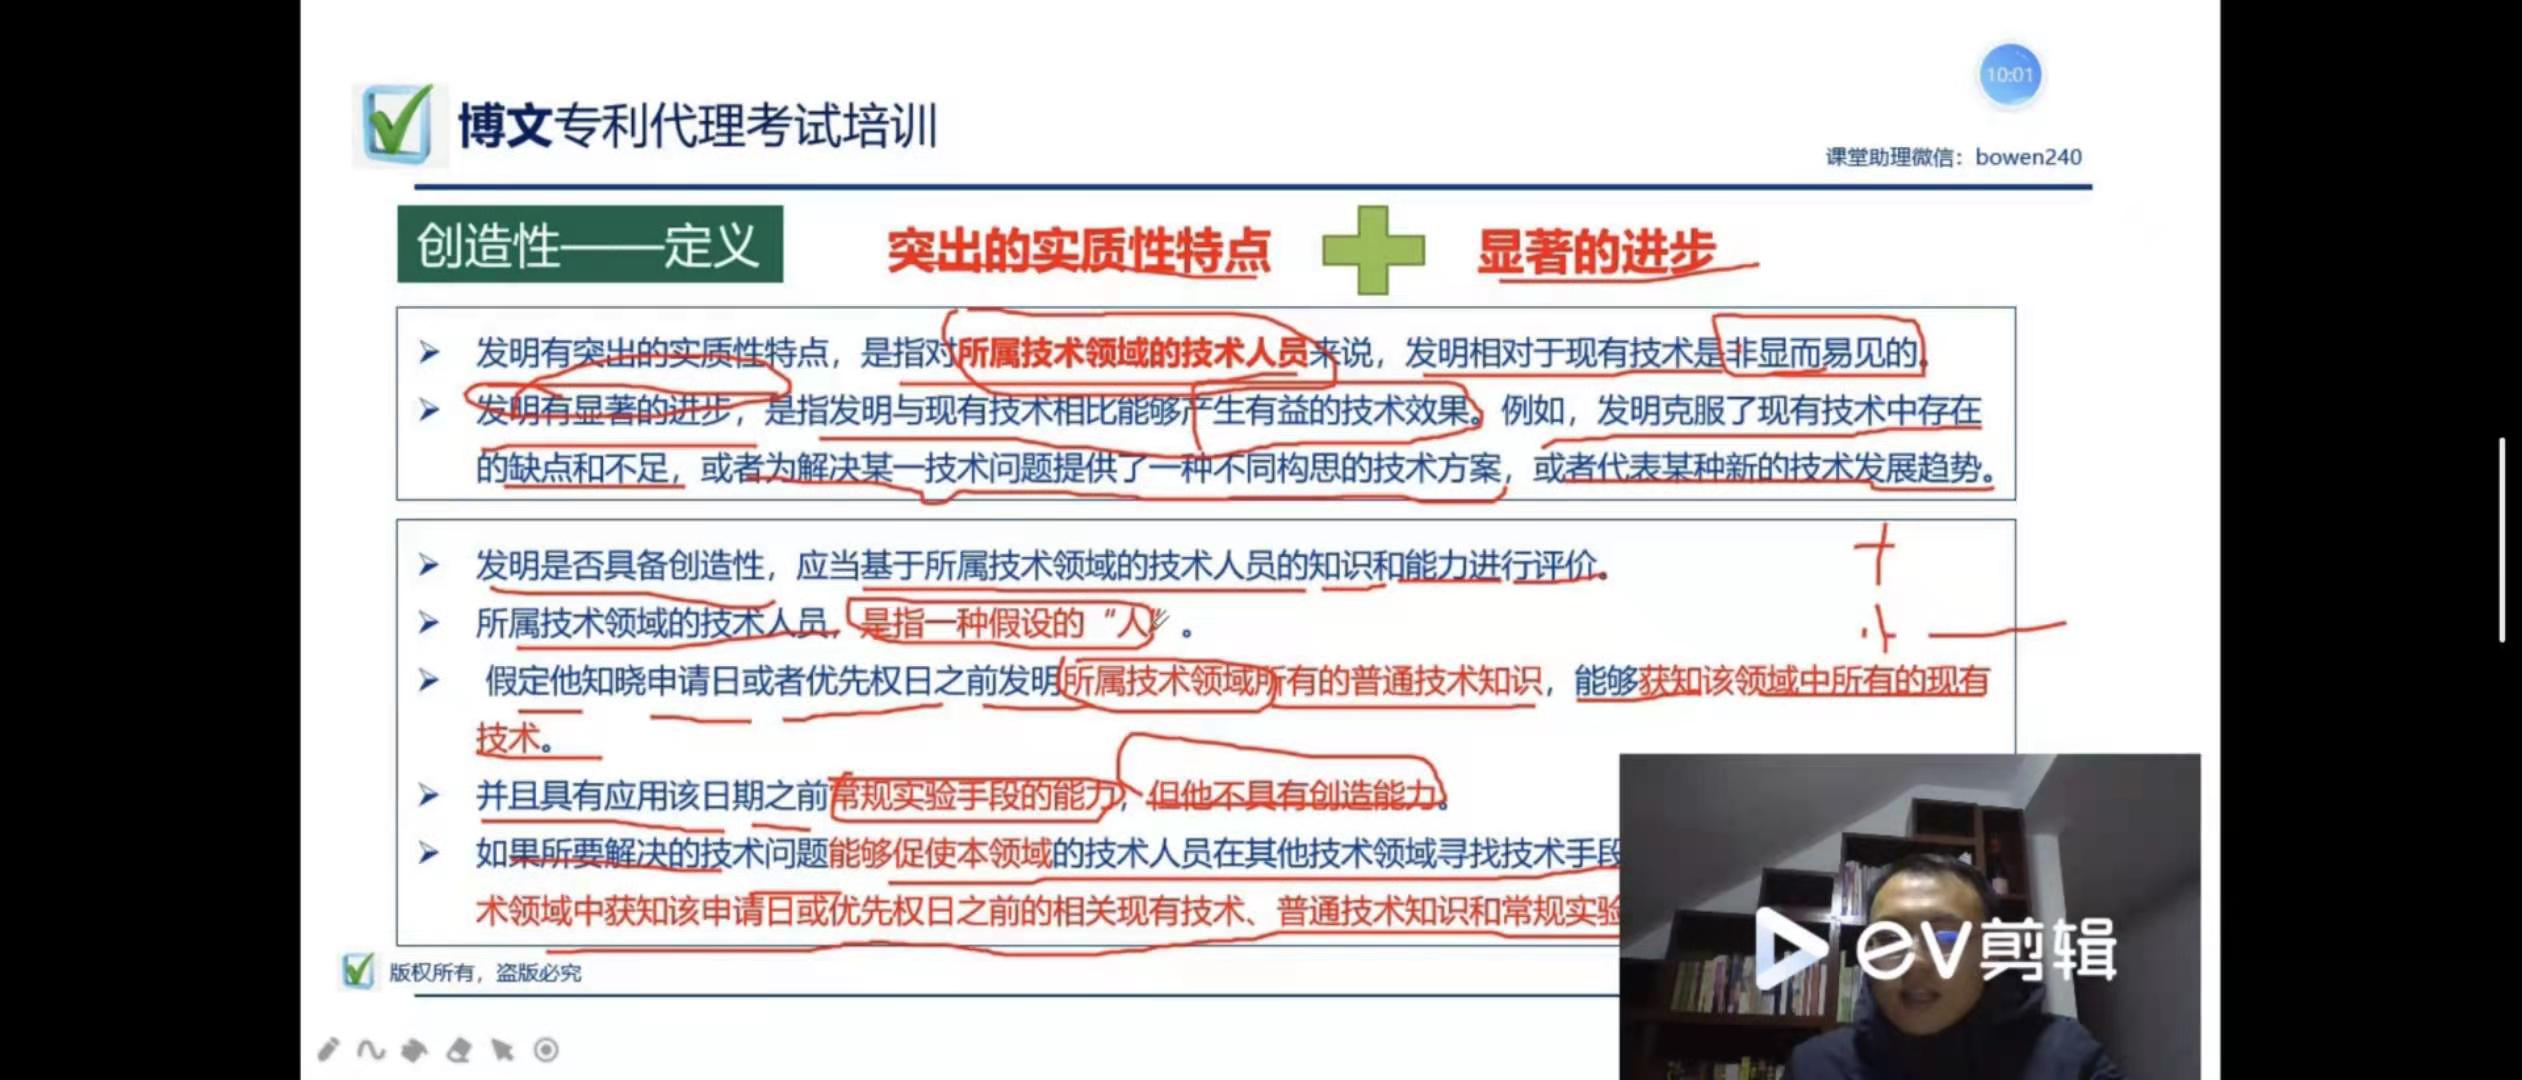 10:01
博文专利代理考试培训
课堂助理微信：bowen240
创造性——定义
突出的实质性特点
显著的进步
发明有突出的实质性特点，是指对所属技术领域的技术人员来说，发明相对于现有技术是非显而易见的。
发明有显著的进步，是指发明与现有技术相比能够产生有益的技术效果。例如，发明克服了现有技术中存在
的缺点和不足，或者为解决某一技术问题提供了一种不同构思的技术方案，或者代表某种新的技术发展趋势。
发明是否具备创造性，应当基于所属技术领域的技术人员的知识和能力进行评价。
所属技术领域的技术人员，是指一种假设的“人”。
假定他知晓申请日或者优先权日之前发明所属技术领域所有的普通技术知识，能够获知该领域中所有的现有
技术。
并且具有应用该日期之前常规实验手段的能力，但他不具有创造能力。
如果所要解决的技术问题能够促使本领域的技术人员在其他技术领域寻找技术手段
术领域中获知该申请日或优先权日之前的相关现有技术、普通技术知识和常规实验
版权所有，盗版必究
ev剪辑